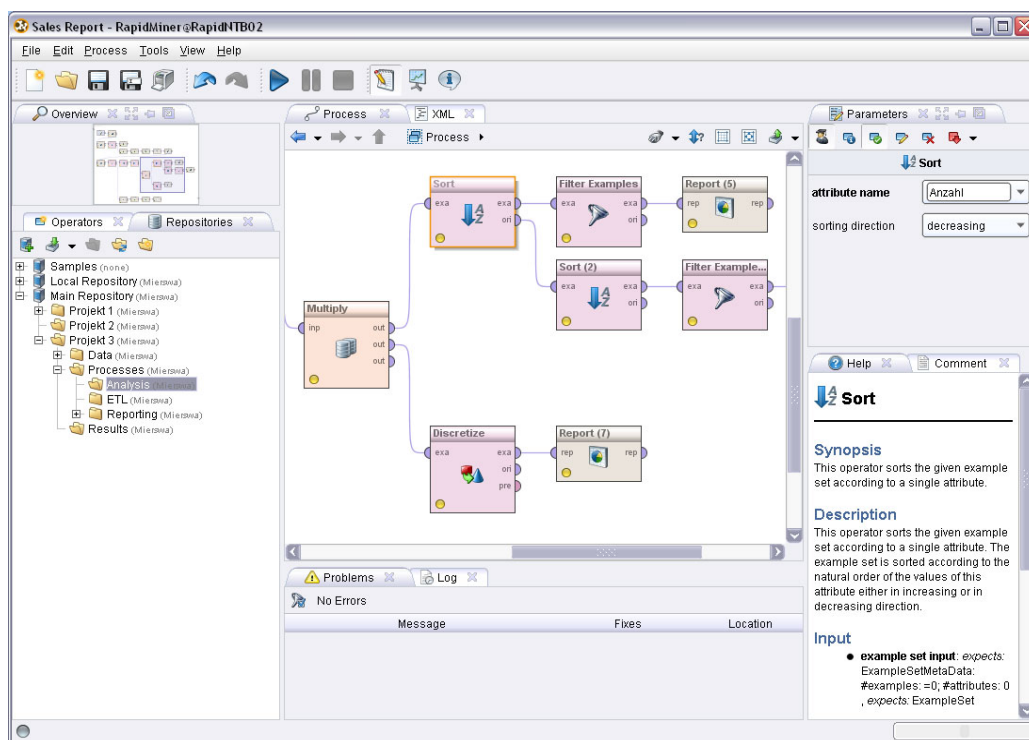 Sales Report - RapidMiner@RapidNTB02
File Edit Process Tools View Help
Overview
Operators
Repositories
Samples (none)
Local Repository (Mierswa)
Main Repository (Mierswa)
Projekt 1 (Mierswa)
Projekt 2 (Mierswa)
Projekt 3 (Mierswa)
Data (Mierswa)
Processes (Mierswa)
Analysis (Mierswa)
ETL (Mierswa)
Reporting (Mierswa)
Results (Mierswa)
Process
XML
Process
Sort
exa exa
ori
Filter Examples
exa exa
ori
Report (5)
rep rep
Sort (2)
exa exa
ori
Filter Example...
exa exa
ori
Multiply
inp out
out
out
Discretize
exa exa
ori
pre
Report (7)
rep rep
Problems
Log
No Errors
Message Fixes Location
Parameters
Sort
attribute name Anzahl
sorting direction decreasing
Help
Comment
Sort
Synopsis
This operator sorts the given example
set according to a single attribute.
Description
This operator sorts the given example
set according to a single attribute. The
example set is sorted according to the
natural order of the values of this
attribute either in increasing or in
decreasing direction.
Input
• example set input: expects:
ExampleSetMetaData:
#examples: =0; #attributes: 0
, expects: ExampleSet